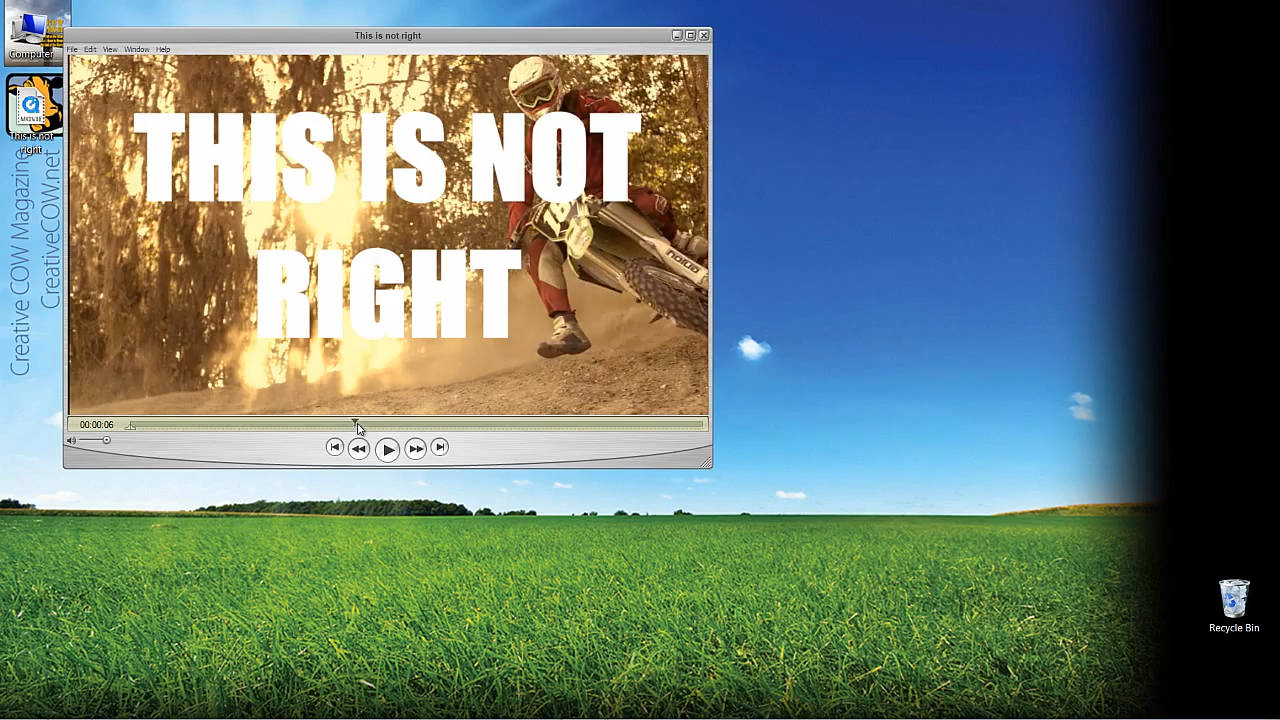 Computer
This is not right
File Edit View Window Help
MOVIE
This is not
right
THIS IS NOT
RIGHT
Creative COW Magazine
CreativeCOW.net
00:00:06
Recycle Bin